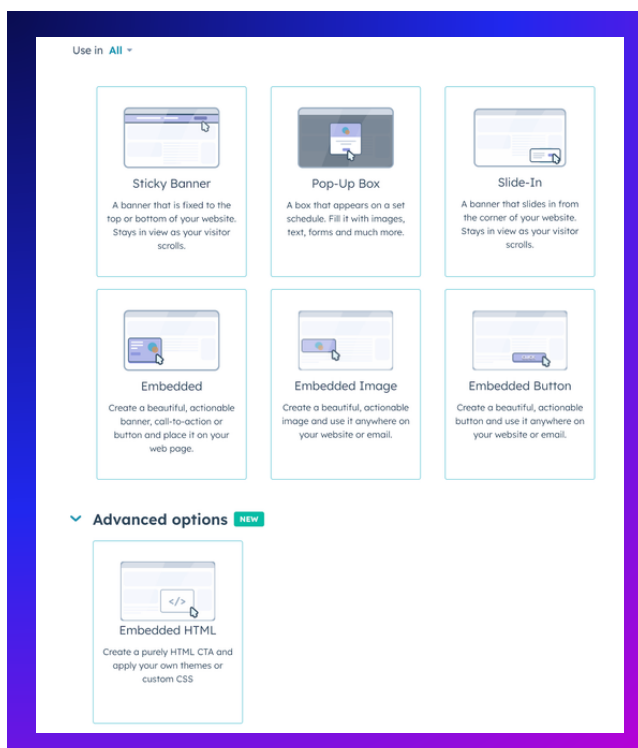 Use in All
Sticky Banner
A banner that is fixed to the
top or bottom of your website.
Stays in view as your visitor
scrolls.
Pop-Up Box
A box that appears on a set
schedule. Fill it with images,
text, forms and much more.
Slide-In
A banner that slides in from
the corner of your website.
Stays in view as your visitor
scrolls.
Embedded
Create a beautiful, actionable
banner, call-to-action or
button and place it on your
web page.
Embedded Image
Create a beautiful, actionable
image and use it anywhere on
your website or email.
Embedded Button
Create a beautiful, actionable
button and use it anywhere on
your website or email.
Advanced options NEW
</>
Embedded HTML
Create a purely HTML CTA and
apply your own themes or
custom CSS